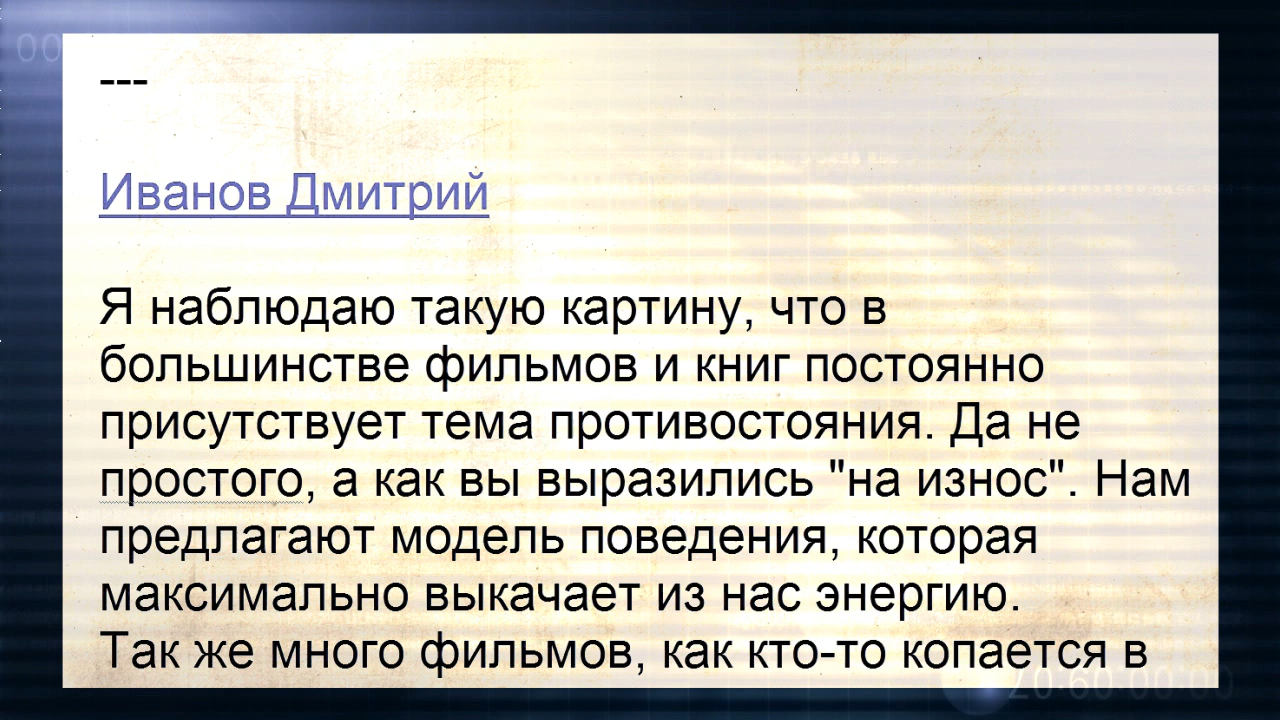 ---
Иванов Дмитрий
Я наблюдаю такую картину, что в
большинстве фильмов и книг постоянно
присутствует тема противостояния. Да не
простого, а как вы выразились "на износ". Нам
предлагают модель поведения, которая
максимально выкачает из нас энергию.
Так же много фильмов, как кто-то копается в